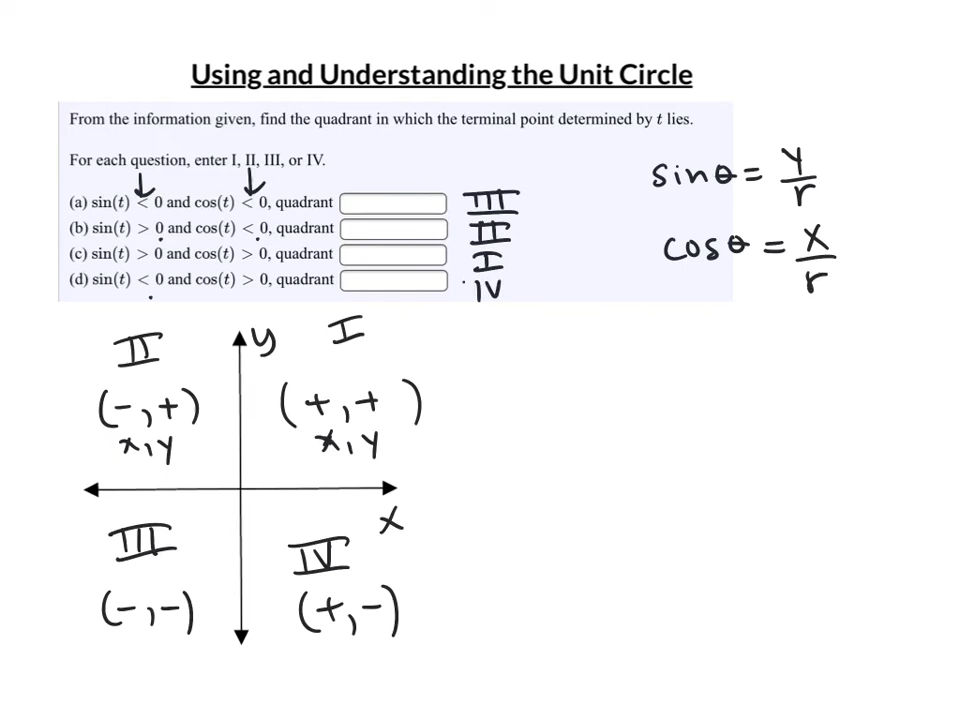 Using and Understanding the Unit Circle
From the information given, find the quadrant in which the terminal point determined by t lies.
For each question, enter I, II, III, or IV.
(a) sin(t) < 0 and cos(t) < 0, quadrant III
(b) sin(t) > 0 and cos(t) < 0, quadrant II
(c) sin(t) > 0 and cos(t) > 0, quadrant I
(d) sin(t) < 0 and cos(t) > 0, quadrant IV
sinθ = y/r
cosθ = x/r
II
(-,+)
x,y
y
I
(+,+)
x,y
x
III
(-,-)
IV
(+,-)